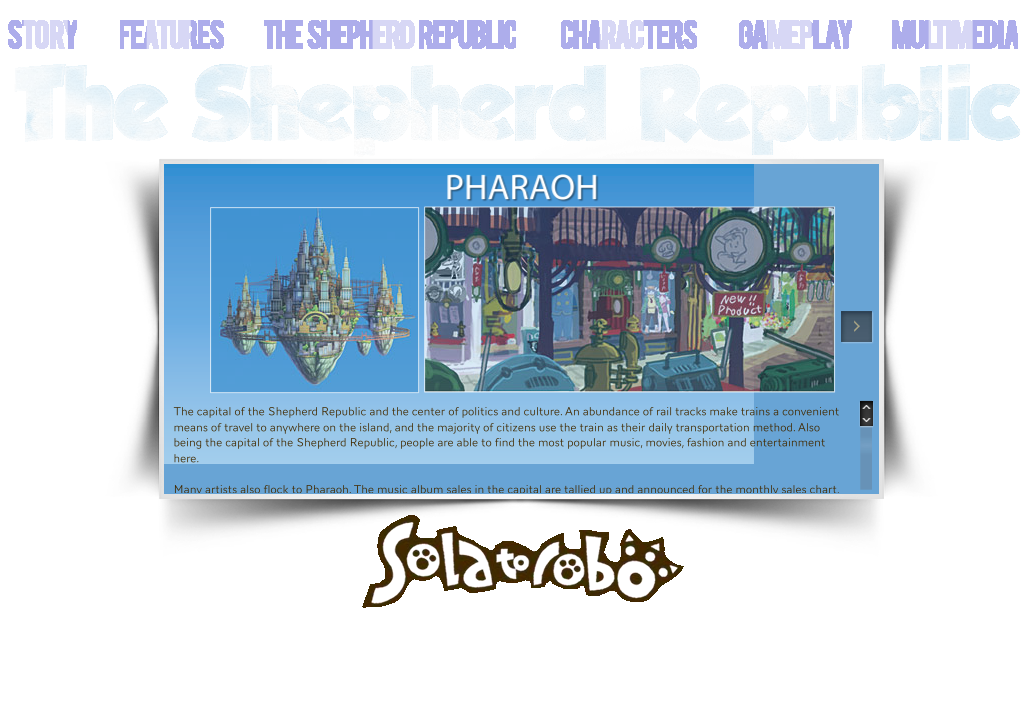 STORY FEATURES THE SHEPHERD REPUBLIC CHARACTERS GAMEPLAY MULTIMEDIA
The Shepherd Republic
PHARAOH
New!!
Product
The capital of the Shepherd Republic and the center of politics and culture. An abundance of rail tracks make trains a convenient
means of travel to anywhere on the island, and the majority of citizens use the train as their daily transportation method. Also
being the capital of the Shepherd Republic, people are able to find the most popular music, movies, fashion and entertainment
here.
Many artists also flock to Pharaoh. The music album sales in the capital are tallied up and announced for the monthly sales chart.
Solatorobo